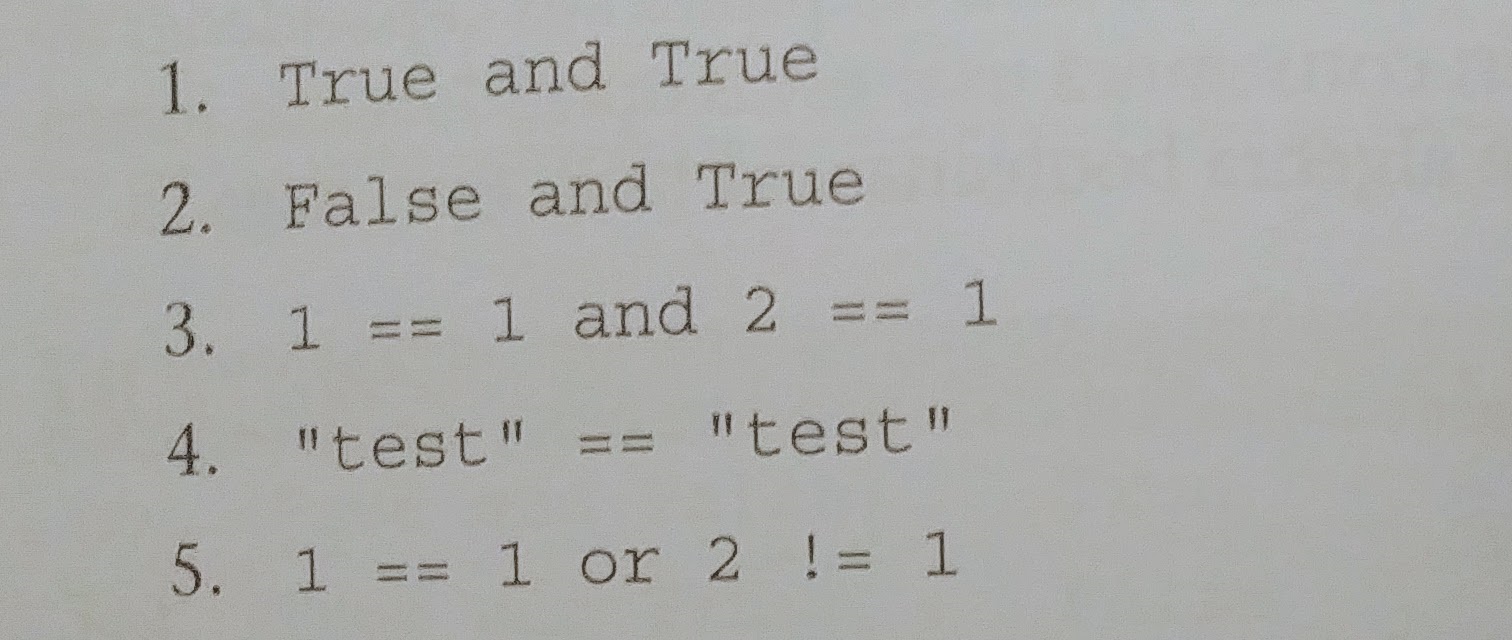 1. True and True
2. False and True
3. 1 == 1 and 2 == 1
4. "test" == "test"
5. 1 == 1 or 2 != 1